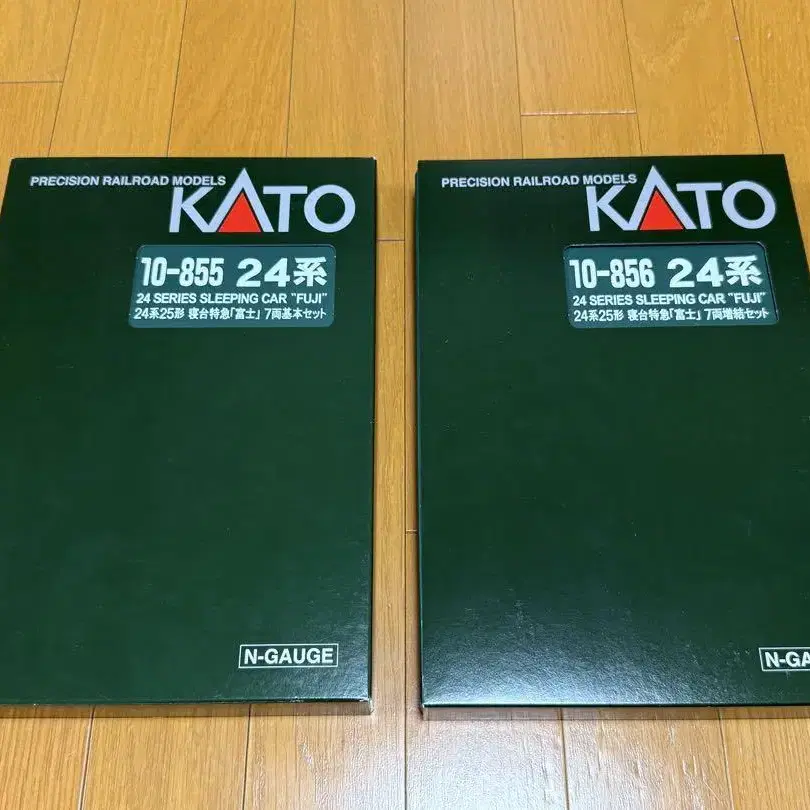 PRECISION RAILROAD MODELS
KATO
10-855 24系
24 SERIES SLEEPING CAR "FUJI"
24系25形 寝台特急「富士」 7両基本セット
N-GAUGE
PRECISION RAILROAD MODELS
KATO
10-856 24系
24 SERIES SLEEPING CAR "FUJI"
24系25形 寝台特急「富士」 7両増結セット
N-GA